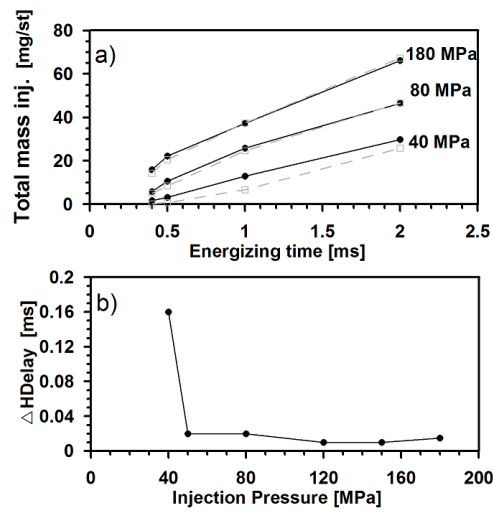 a)
Total mass inj. [mg/st]
80
60
40
20
0
180 MPa
80 MPa
40 MPa
0 0.5 1 1.5 2 2.5
Energizing time [ms]
b)
△ HDelay [ms]
0.2
0.16
0.12
0.08
0.04
0
0 40 80 120 160 200
Injection Pressure [MPa]